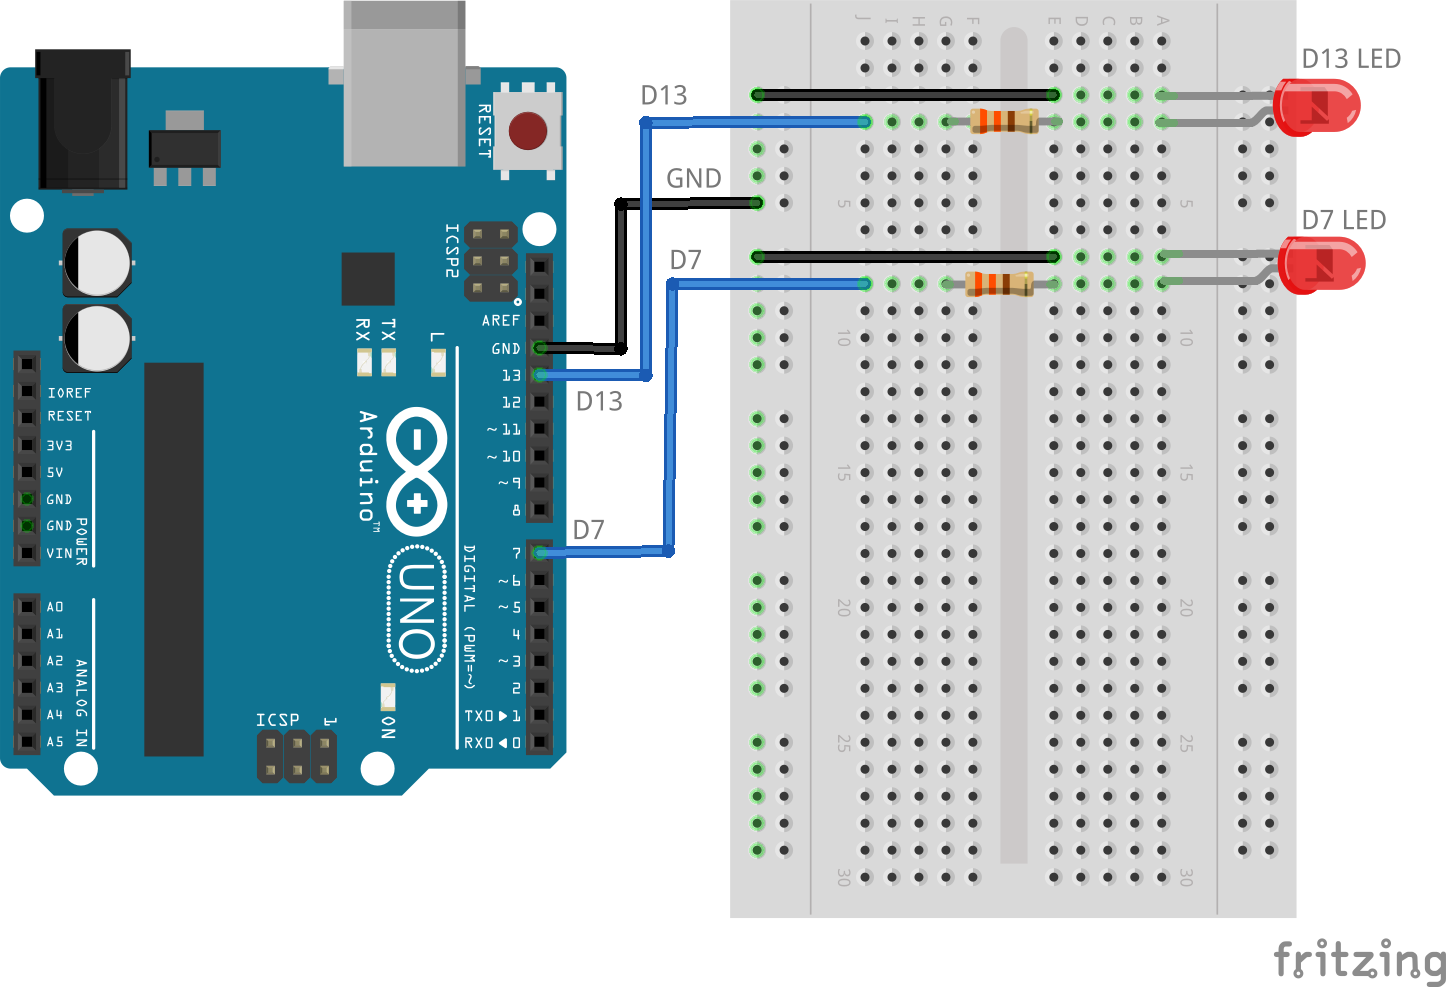 J I H G F E D C B A
D13 LED
D13
RESET
GND
5 5
D7 LED
ICSP2
D7
AREF
RX TX L
GND
10 10
13
IOREF
D13
12
RESET
~11
3V3
~10
5V
15 15
~9
GND
8
GND
Arduino™
D7
VIN
POWER
7
DIGITAL (PWM=~)
~6
UNO
A0
~5
20 20
A1
4
A2
~3
A3
2
ANALOG IN
A4
TX0▶1
ICSP 1
ON
A5
RX0◀0
25 25
30 30
fritzing